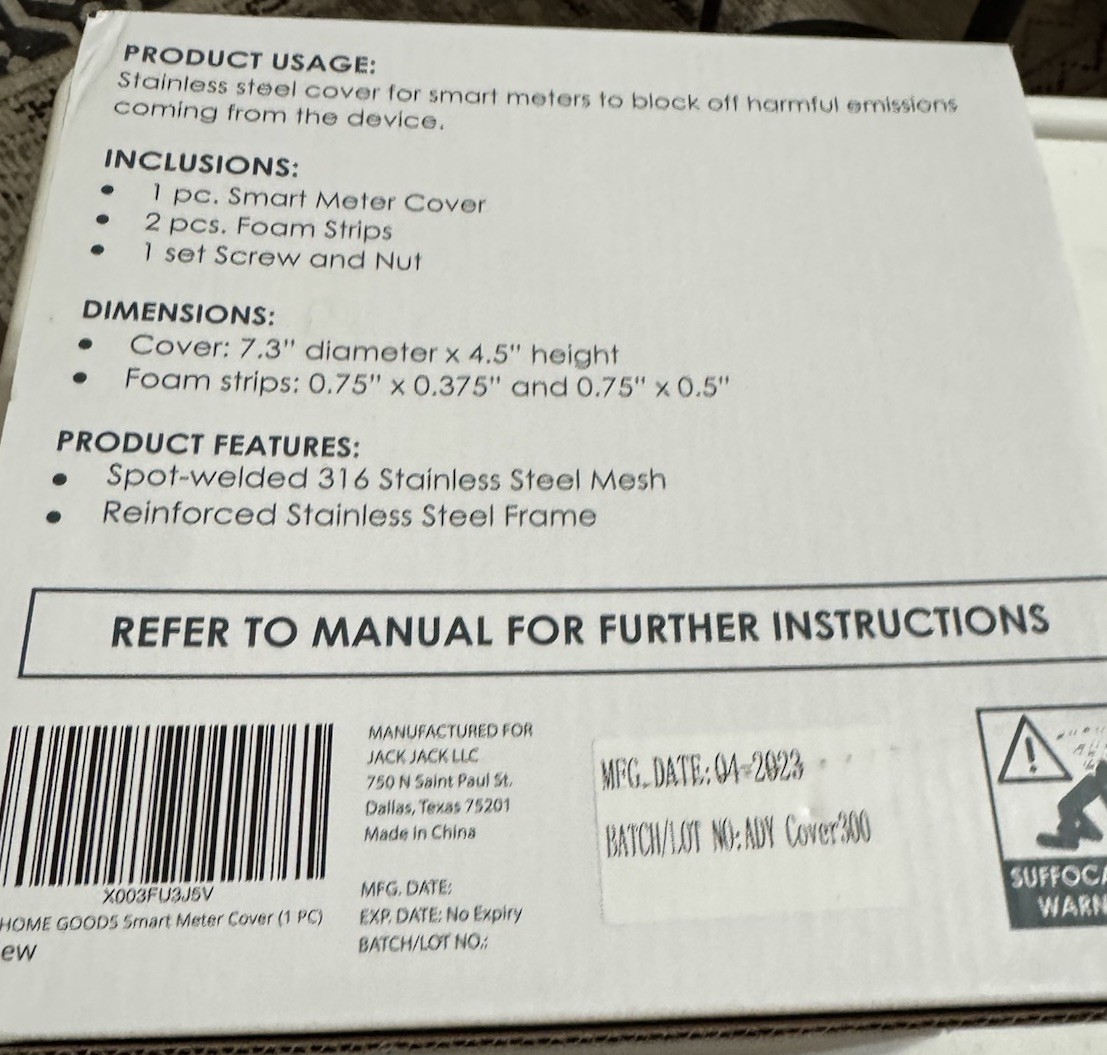 PRODUCT USAGE:
Stainless steel cover for smart meters to block off harmful emissions
coming from the device.
INCLUSIONS:
• 1 pc. Smart Meter Cover
• 2 pcs. Foam Strips
• 1 set Screw and Nut
DIMENSIONS:
• Cover: 7.3" diameter x 4.5" height
• Foam strips: 0.75" x 0.375" and 0.75" x 0.5"
PRODUCT FEATURES:
• Spot-welded 316 Stainless Steel Mesh
• Reinforced Stainless Steel Frame
REFER TO MANUAL FOR FURTHER INSTRUCTIONS
X003FU3J5V
HOME GOODS Smart Meter Cover (1 PC)
ew
MANUFACTURED FOR
JACK JACK LLC
750 N Saint Paul St.
Dallas, Texas 75201
Made in China
MFG. DATE:
EXP. DATE: No Expiry
BATCH/LOT NO.:
MFG. DATE: 04-2023
BATCH/LOT NO: ADY Cover300
SUFFOCA
WARN